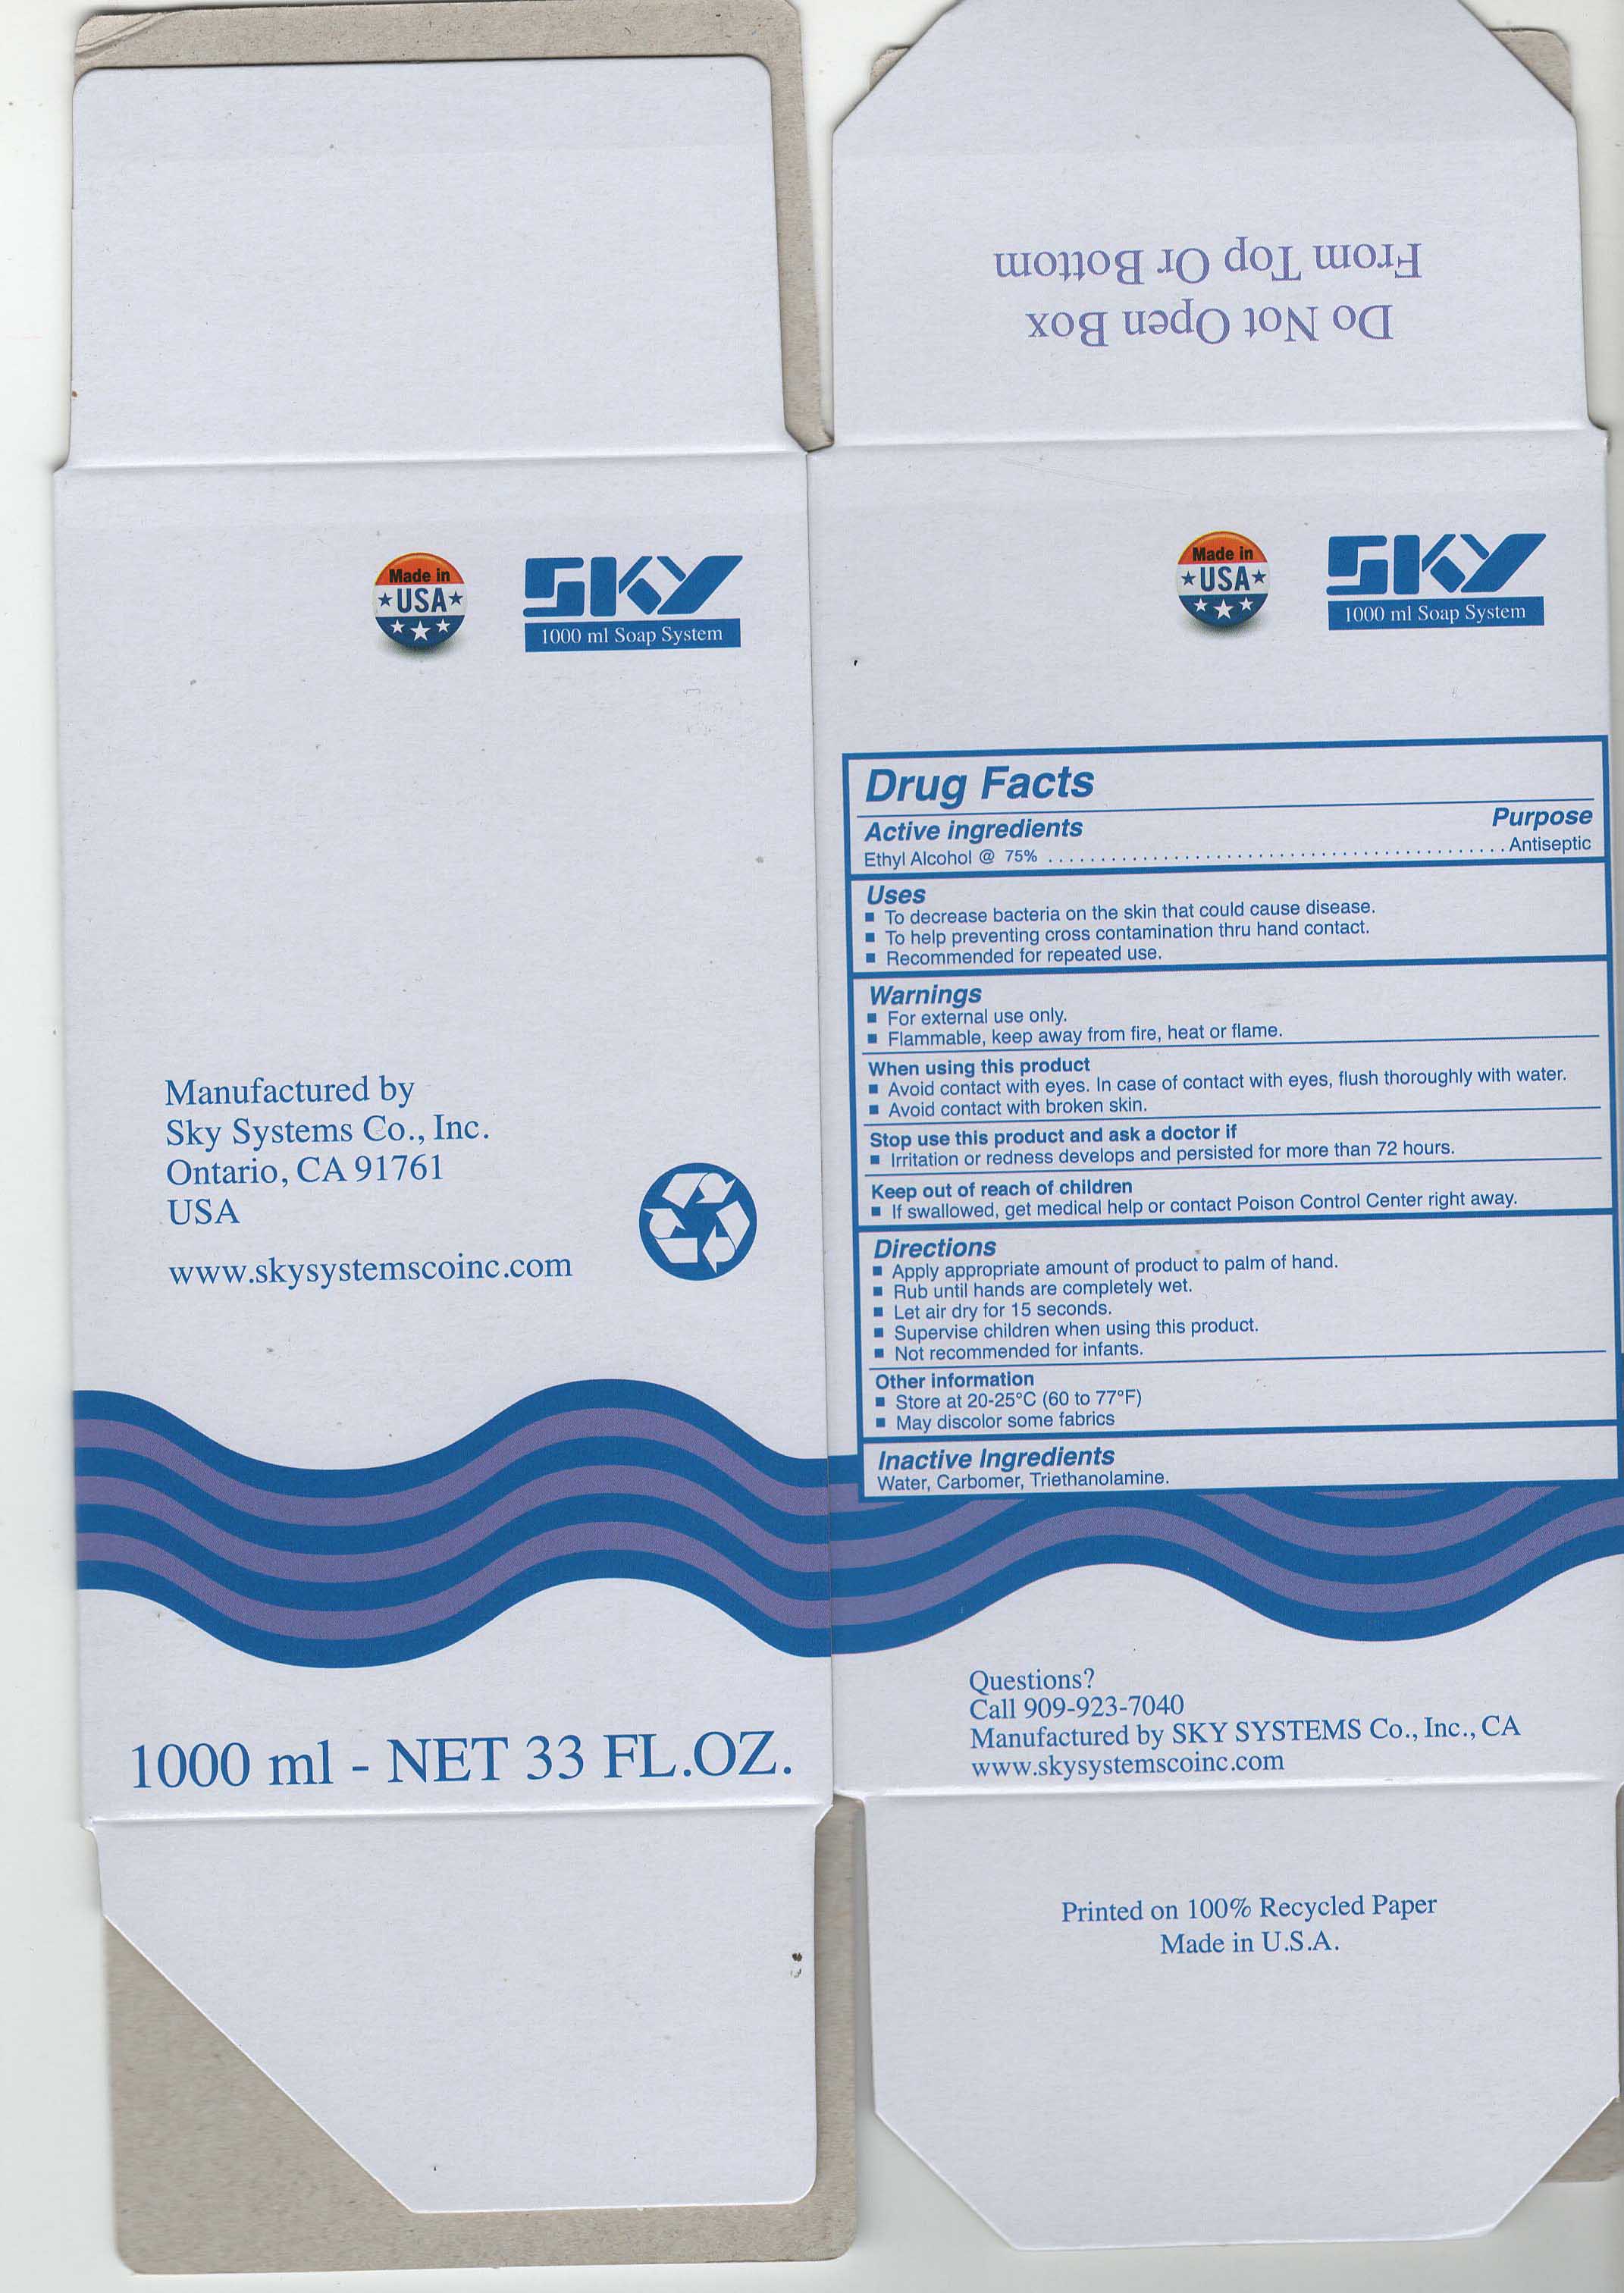 Made in
★USA★
SKY
1000 ml Soap System
Manufactured by
Sky Systems Co., Inc.
Ontario, CA 91761
USA
www.skysystemscoinc.com
1000 ml - NET 33 FL.OZ.
Do Not Open Box
From Top Or Bottom
Made in
★USA★
SKY
1000 ml Soap System
Drug Facts
Active ingredients Purpose
Ethyl Alcohol @ 75% ............................................ Antiseptic
Uses
▪ To decrease bacteria on the skin that could cause disease.
▪ To help preventing cross contamination thru hand contact.
▪ Recommended for repeated use.
Warnings
▪ For external use only.
▪ Flammable, keep away from fire, heat or flame.
When using this product
▪ Avoid contact with eyes. In case of contact with eyes, flush thoroughly with water.
▪ Avoid contact with broken skin.
Stop use this product and ask a doctor if
▪ Irritation or redness develops and persisted for more than 72 hours.
Keep out of reach of children
▪ If swallowed, get medical help or contact Poison Control Center right away.
Directions
▪ Apply appropriate amount of product to palm of hand.
▪ Rub until hands are completely wet.
▪ Let air dry for 15 seconds.
▪ Supervise children when using this product.
▪ Not recommended for infants.
Other information
▪ Store at 20-25°C (60 to 77°F)
▪ May discolor some fabrics
Inactive Ingredients
Water, Carbomer, Triethanolamine.
Questions?
Call 909-923-7040
Manufactured by SKY SYSTEMS Co., Inc., CA
www.skysystemscoinc.com
Printed on 100% Recycled Paper
Made in U.S.A.